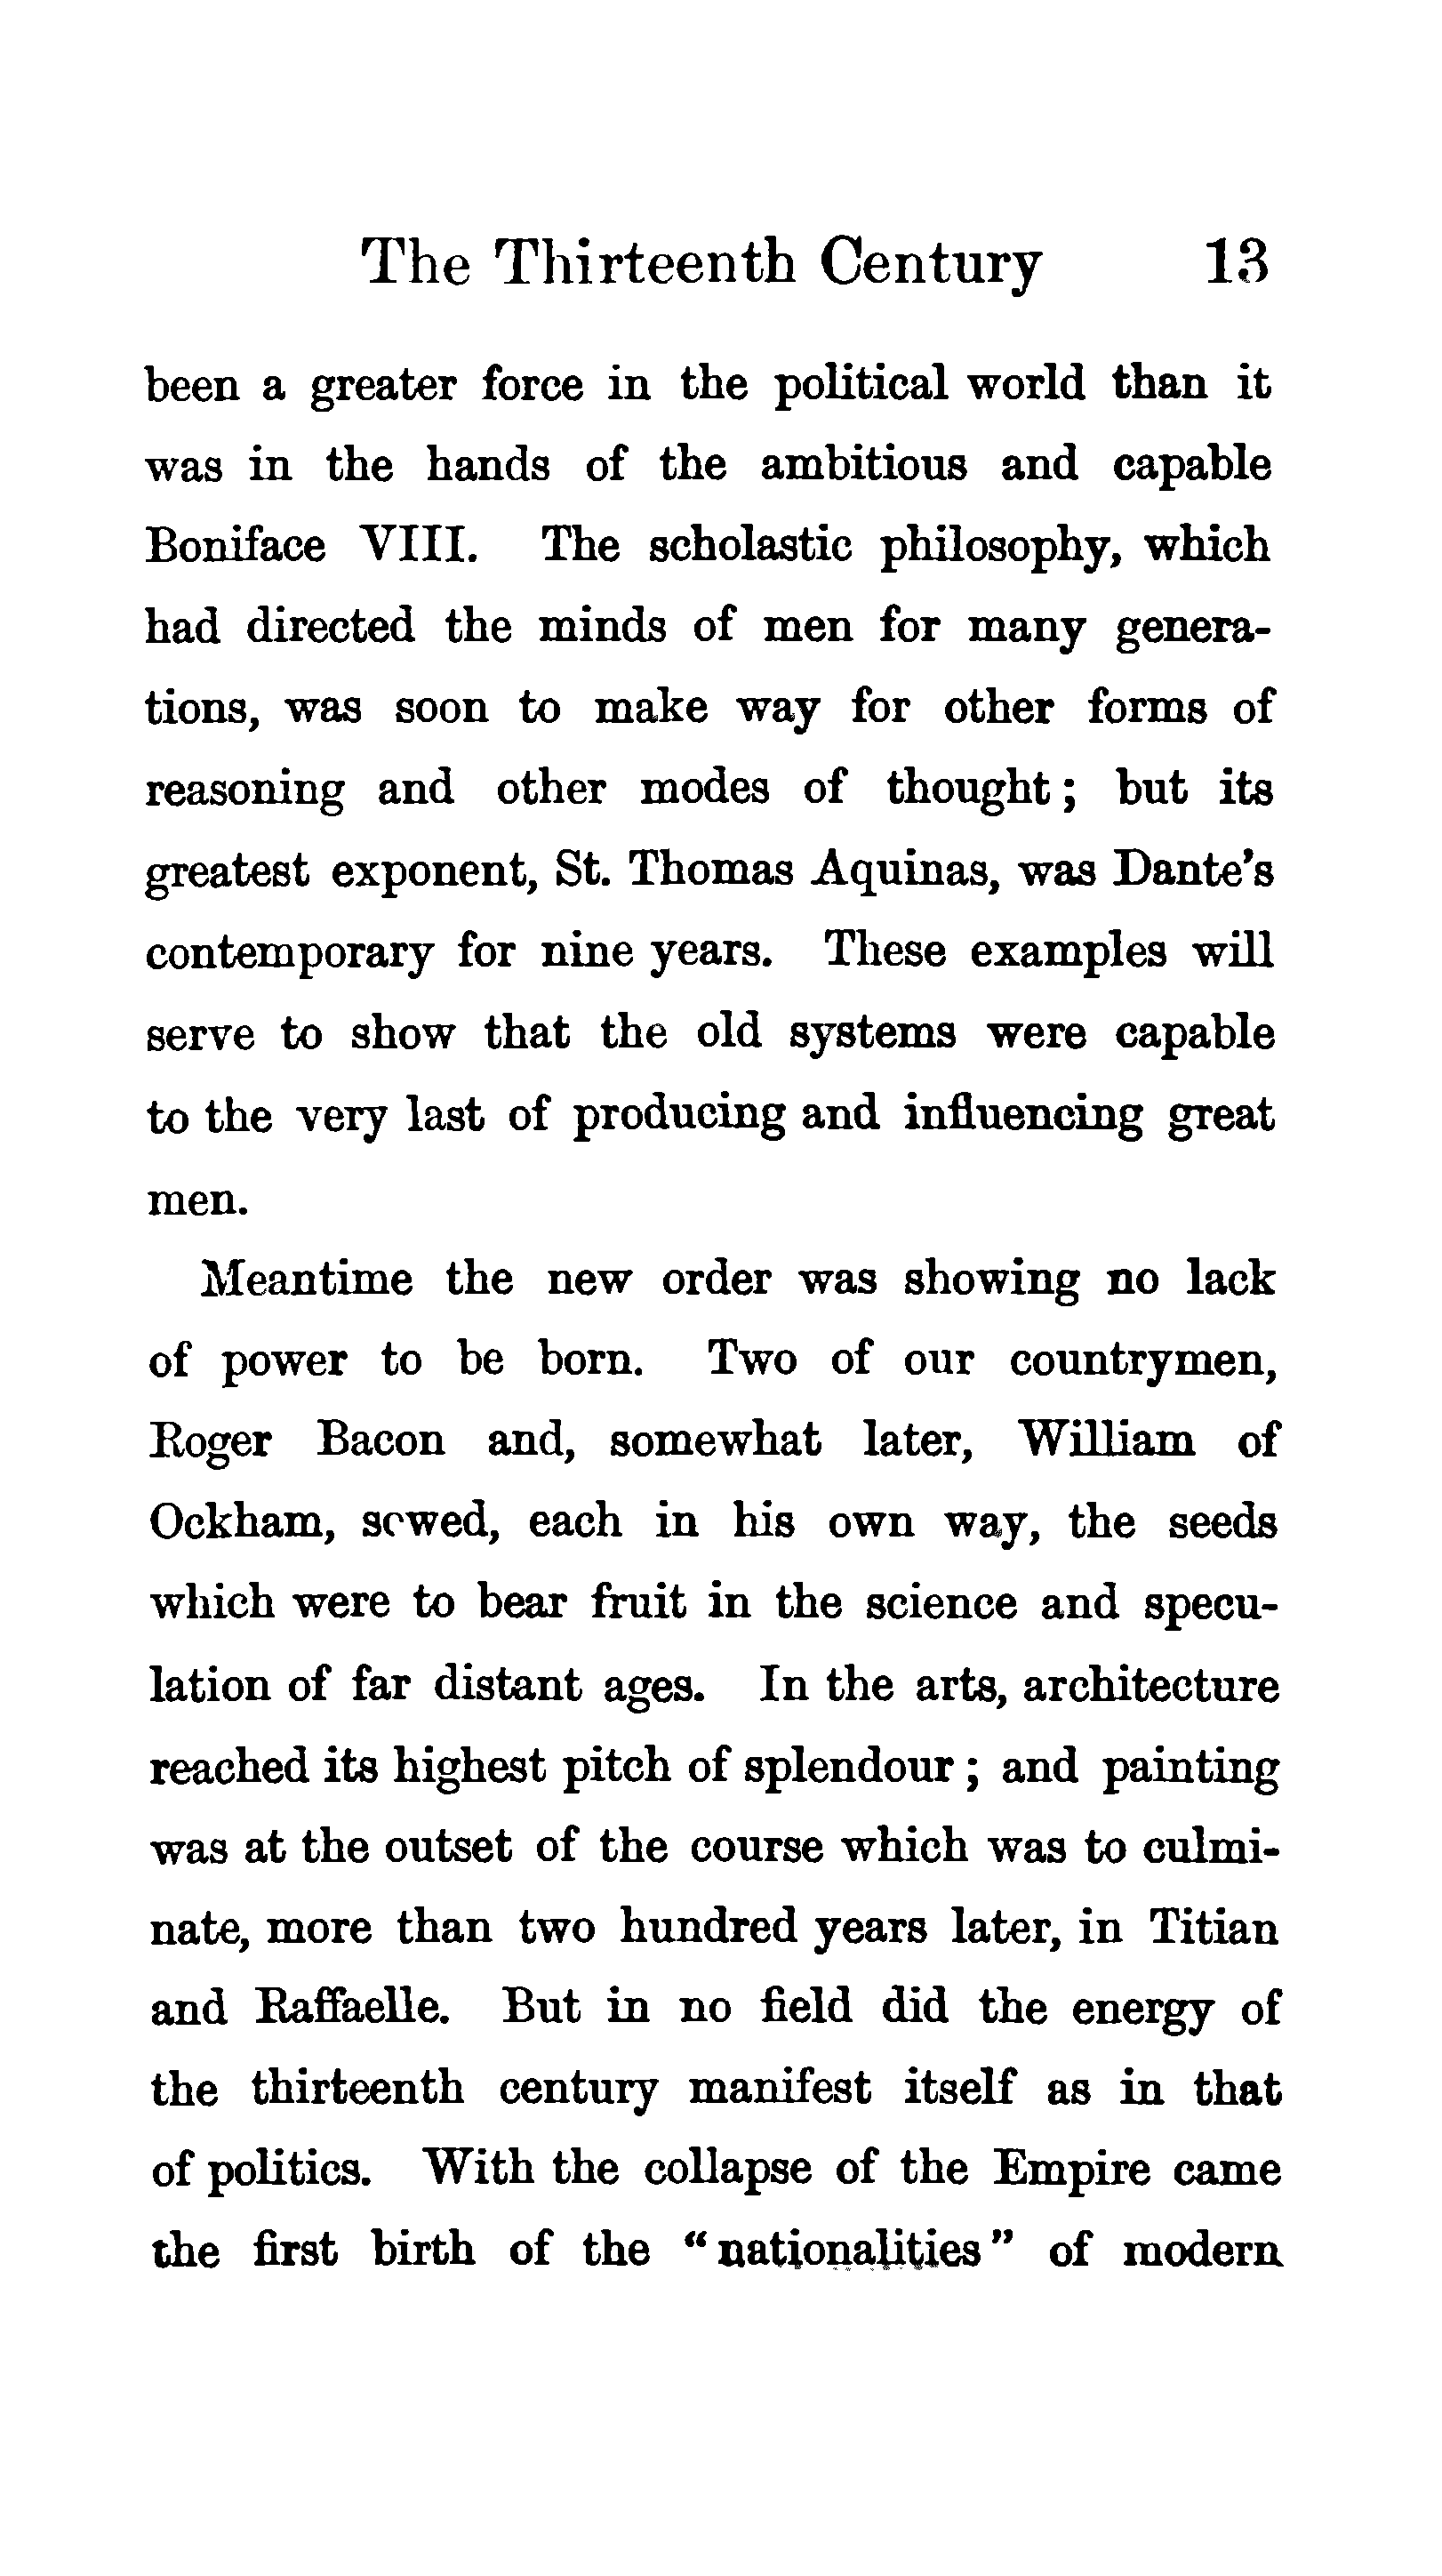 The Thirteenth Century 13
been a greater force in the political world than it
was in the hands of the ambitious and capable
Boniface VIII. The scholastic philosophy, which
had directed the minds of men for many genera-
tions, was soon to make way for other forms of
reasoning and other modes of thought; but its
greatest exponent, St. Thomas Aquinas, was Dante's
contemporary for nine years. These examples will
serve to show that the old systems were capable
to the very last of producing and influencing great
men.
Meantime the new order was showing no lack
of power to be born. Two of our countrymen,
Roger Bacon and, somewhat later, William of
Ockham, sowed, each in his own way, the seeds
which were to bear fruit in the science and specu-
lation of far distant ages. In the arts, architecture
reached its highest pitch of splendour; and painting
was at the outset of the course which was to culmi-
nate, more than two hundred years later, in Titian
and Raffaelle. But in no field did the energy of
the thirteenth century manifest itself as in that
of politics. With the collapse of the Empire came
the first birth of the "nationalities" of modern